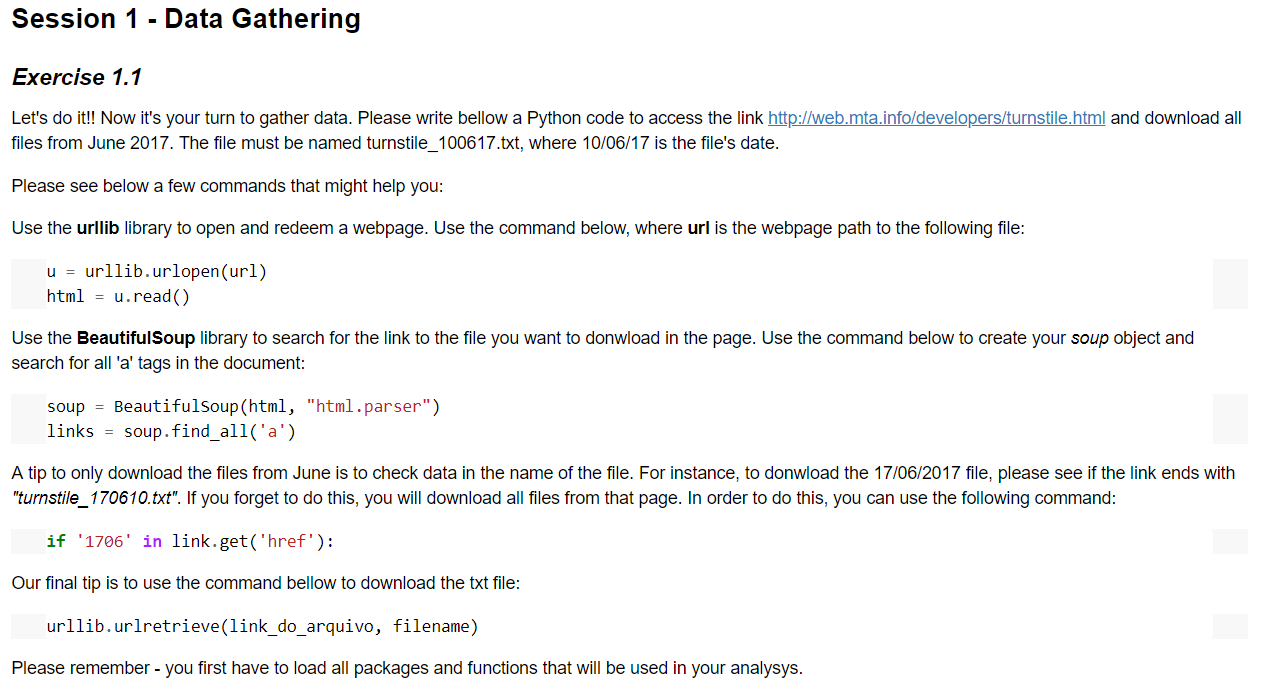 Session 1 - Data Gathering
Exercise 1.1
Let's do it!! Now it's your turn to gather data. Please write bellow a Python code to access the link http://web.mta.info/developers/turnstile.html and download all
files from June 2017. The file must be named turnstile_100617.txt, where 10/06/17 is the file's date.
Please see below a few commands that might help you:
Use the urllib library to open and redeem a webpage. Use the command below, where url is the webpage path to the following file:
u = urllib.urlopen(url)
html = u.read()
Use the BeautifulSoup library to search for the link to the file you want to donwload in the page. Use the command below to create your soup object and
search for all 'a' tags in the document:
soup = BeautifulSoup(html, "html.parser")
links = soup.find_all('a')
A tip to only download the files from June is to check data in the name of the file. For instance, to donwload the 17/06/2017 file, please see if the link ends with
"turnstile_170610.txt". If you forget to do this, you will download all files from that page. In order to do this, you can use the following command:
if '1706' in link.get('href'):
Our final tip is to use the command bellow to download the txt file:
urllib.urlretrieve(link_do_arquivo, filename)
Please remember - you first have to load all packages and functions that will be used in your analysys.